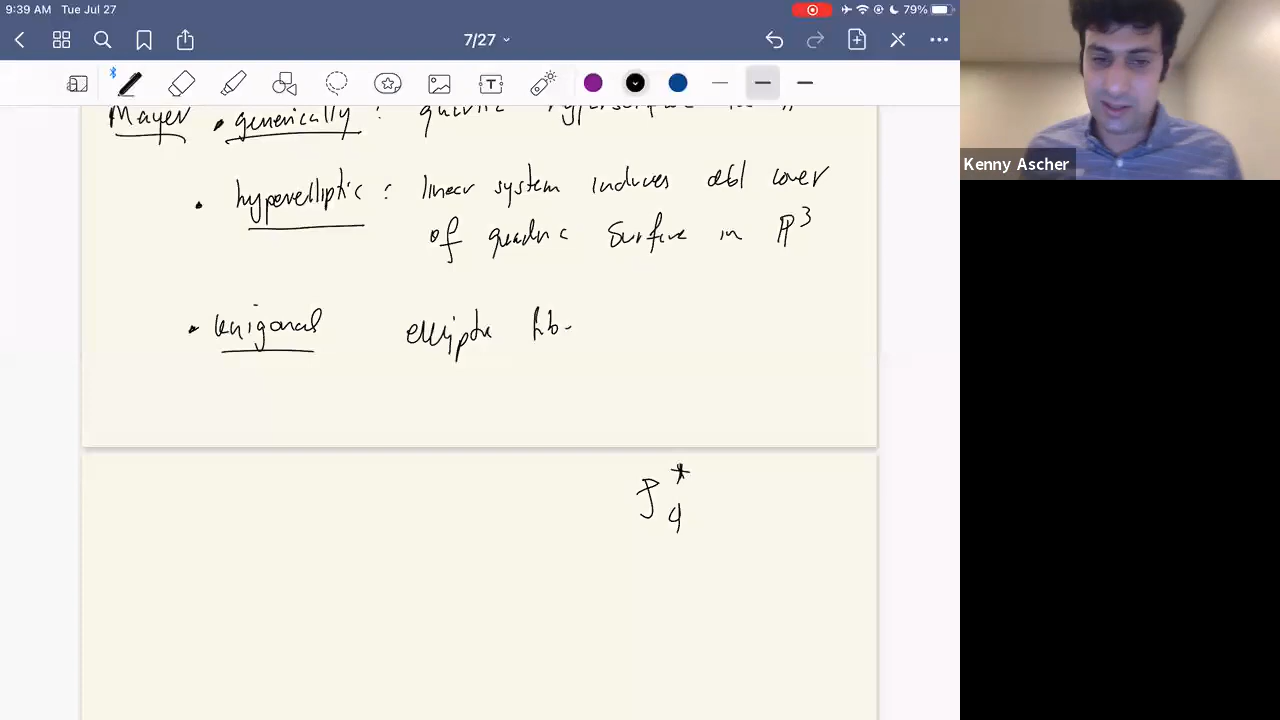 9:39 AM Tue Jul 27
79%
7/27
Kenny Ascher
Mayer • generically :
• hyperelliptic : linear system induces dbl cover
of quadric surface in P³
• unigonal elliptic fib.